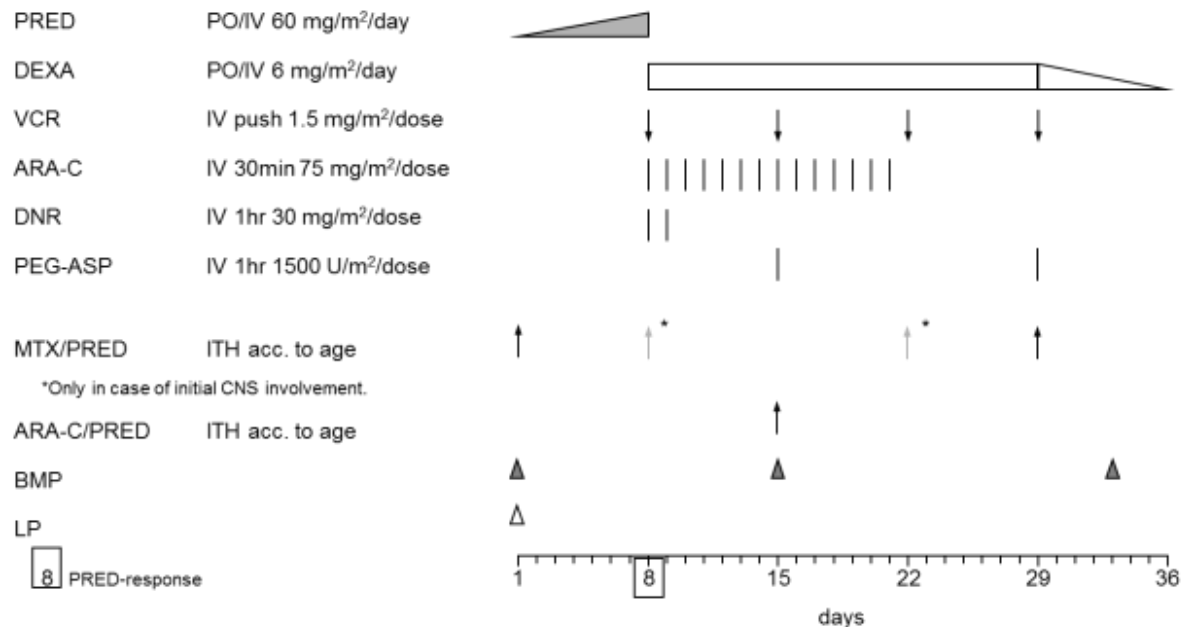 PRED PO/IV 60 mg/m²/day
DEXA PO/IV 6 mg/m²/day
VCR IV push 1.5 mg/m²/dose
ARA-C IV 30min 75 mg/m²/dose
DNR IV 1hr 30 mg/m²/dose
PEG-ASP IV 1hr 1500 U/m²/dose
* *
MTX/PRED ITH acc. to age
*Only in case of initial CNS involvement.
ARA-C/PRED ITH acc. to age
BMP
LP
8 PRED-response
1 8 15 22 29 36
days